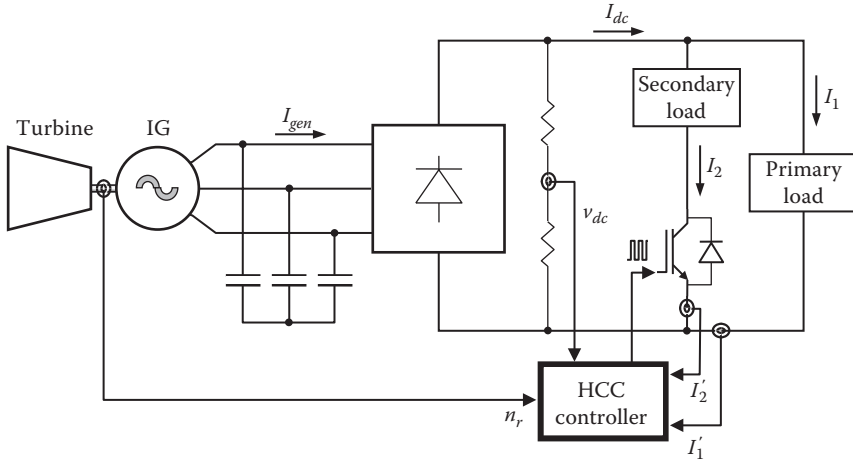 I_dc
Secondary
load
I_1
Turbine
IG
I_gen
I_2
Primary
load
v_dc
HCC
controller
I'_2
n_r
I'_1